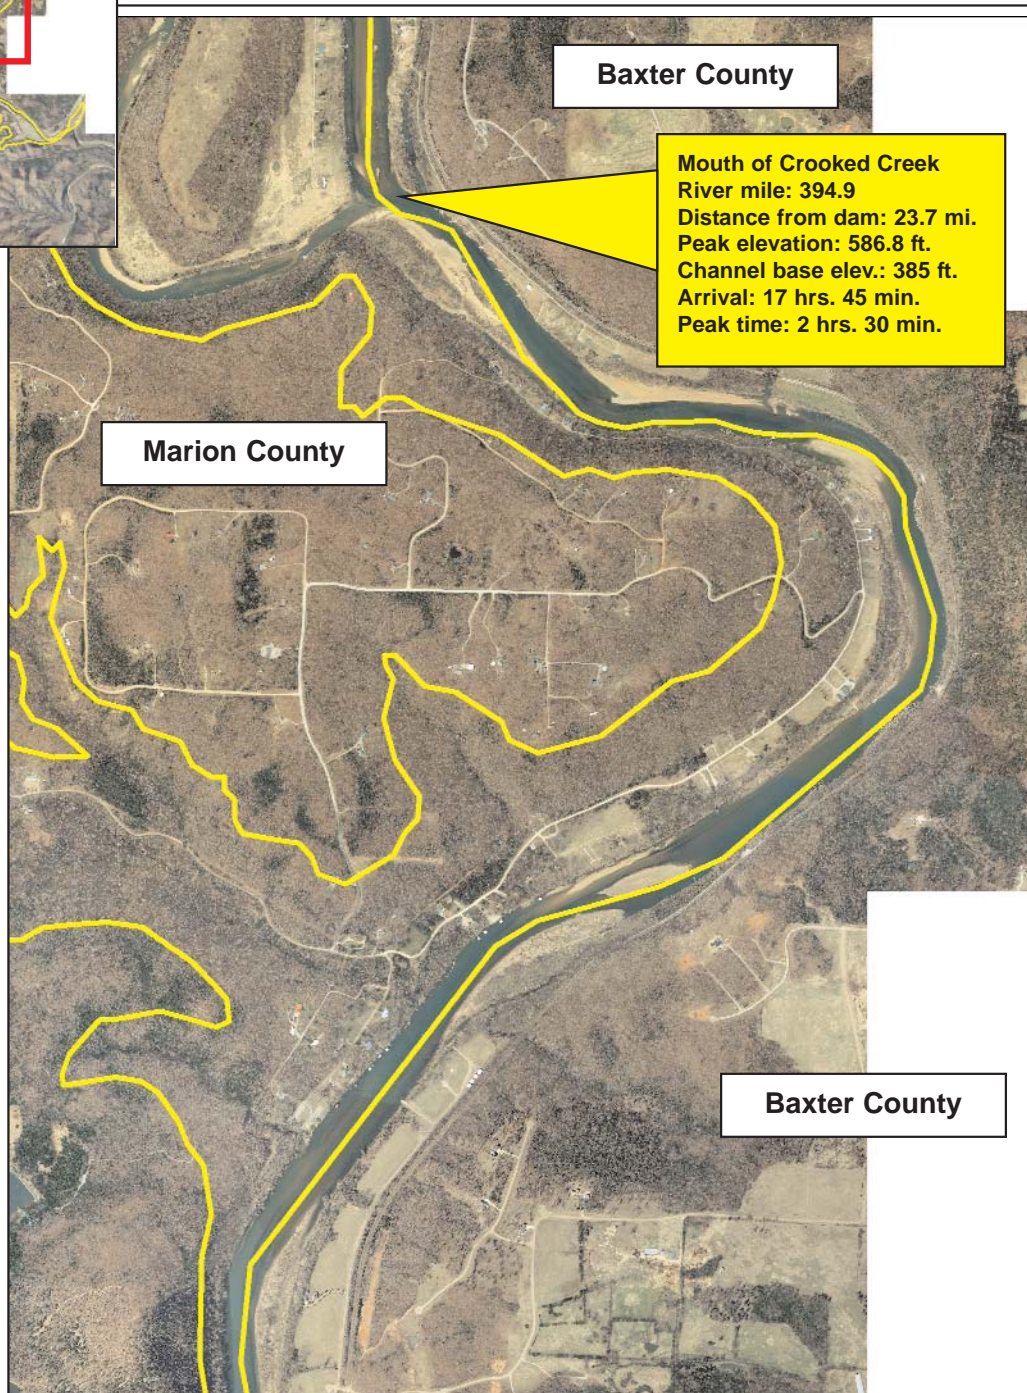 Baxter County
Mouth of Crooked Creek
River mile: 394.9
Distance from dam: 23.7 mi.
Peak elevation: 586.8 ft.
Channel base elev.: 385 ft.
Arrival: 17 hrs. 45 min.
Peak time: 2 hrs. 30 min.
Marion County
Baxter County